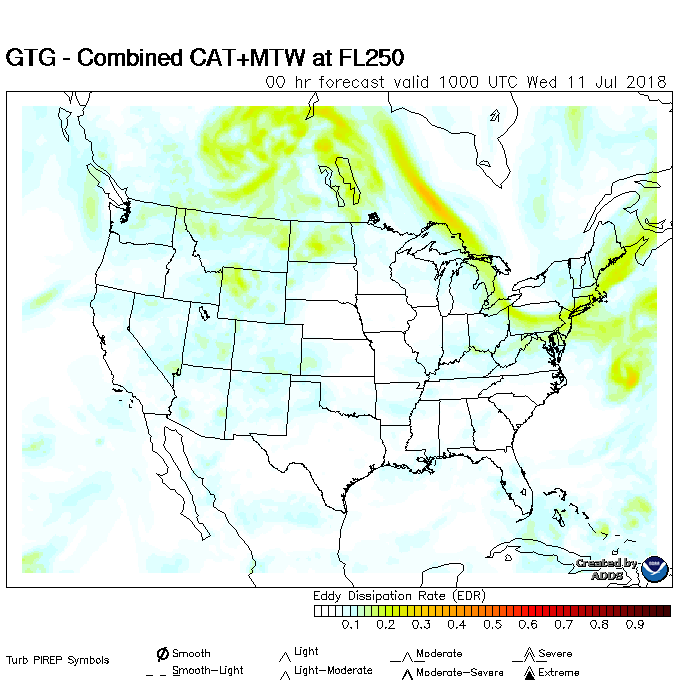 GTG - Combined CAT+MTW at FL250
00 hr forecast valid 1000 UTC Wed 11 Jul 2018
Created by
ADDS
Eddy Dissipation Rate (EDR)
0.1 0.2 0.3 0.4 0.5 0.6 0.7 0.8 0.9
Turb PIREP Symbols
Smooth Light Moderate Severe
Smooth-Light Light-Moderate Moderate-Severe Extreme